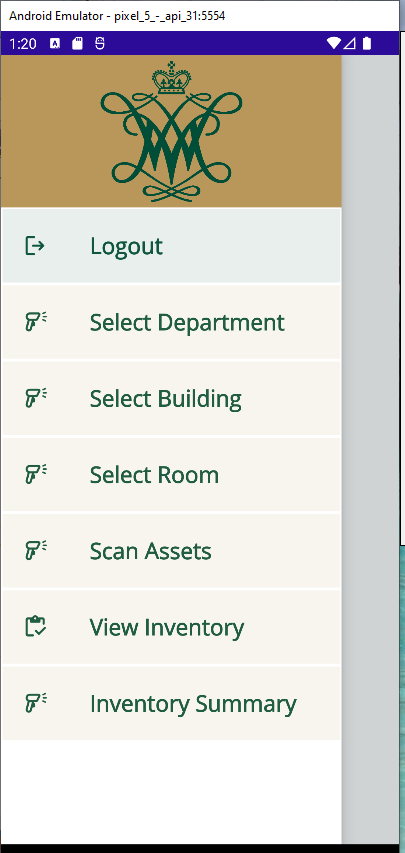 Android Emulator - pixel_5_-_api_31:5554
1:20
Logout
Select Department
Select Building
Select Room
Scan Assets
View Inventory
Inventory Summary